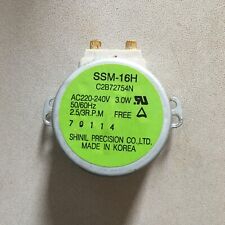 SSM-16H
C2B72754N
AC220-240V 3.0W
50/60Hz
2.5/3R.P.M FREE
79114
SHINIL PRECISION CO.,LTD.
MADE IN KOREA